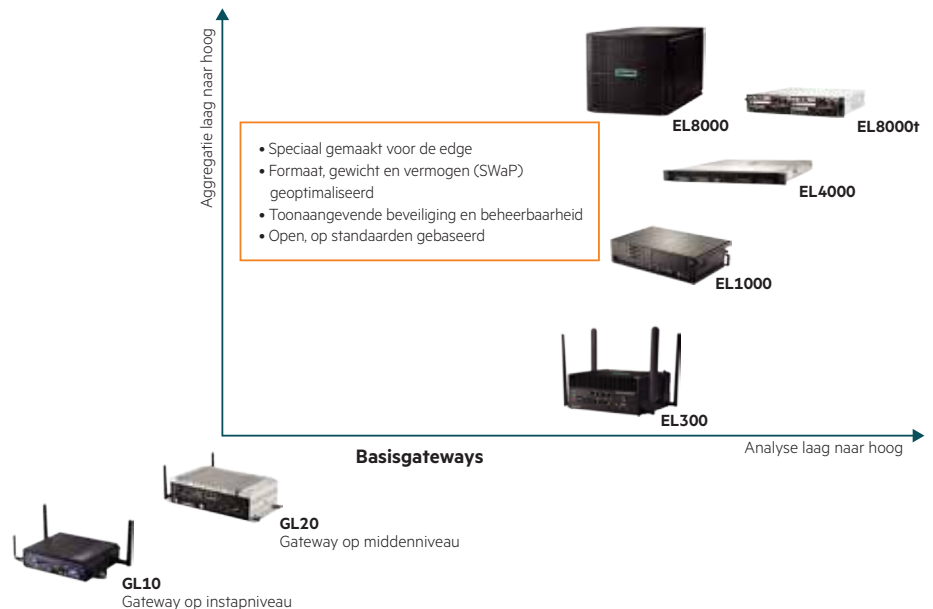 Aggregatie laag naar hoog
EL8000
EL8000t
• Speciaal gemaakt voor de edge
• Formaat, gewicht en vermogen (SWaP)
geoptimaliseerd
• Toonaangevende beveiliging en beheerbaarheid
• Open, op standaarden gebaseerd
EL4000
EL1000
EL300
Analyse laag naar hoog
Basisgateways
GL20
Gateway op middenniveau
GL10
Gateway op instapniveau